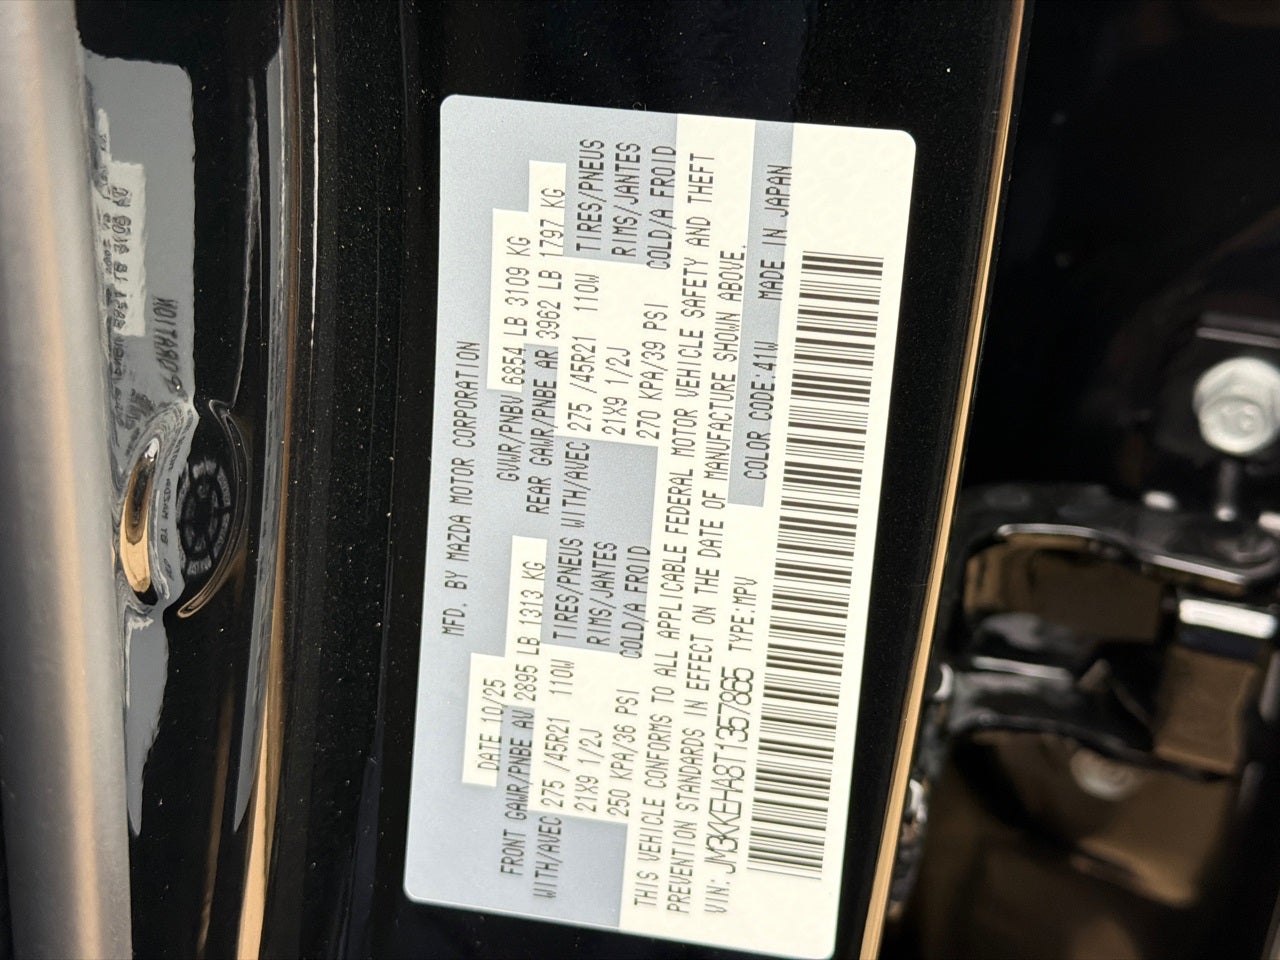 MFD. BY MAZDA MOTOR CORPORATION
DATE 10/25 GVWR/PNBV 6854 LB 3109 KG
FRONT GAWR/PNBE AV 2895 LB 1313 KG REAR GAWR/PNBE AR 3962 LB 1797 KG
WITH/AVEC 275 /45R21 110W TIRES/PNEUS WITH/AVEC 275 /45R21 110W TIRES/PNEUS
21X9 1/2J RIMS/JANTES 21X9 1/2J RIMS/JANTES
250 KPA/36 PSI COLD/A FROID 270 KPA/39 PSI COLD/A FROID
THIS VEHICLE CONFORMS TO ALL APPLICABLE FEDERAL MOTOR VEHICLE SAFETY AND THEFT
PREVENTION STANDARDS IN EFFECT ON THE DATE OF MANUFACTURE SHOWN ABOVE.
VIN: JM3KKEHA8T1357865 TYPE:MPV COLOR CODE:41W MADE IN JAPAN